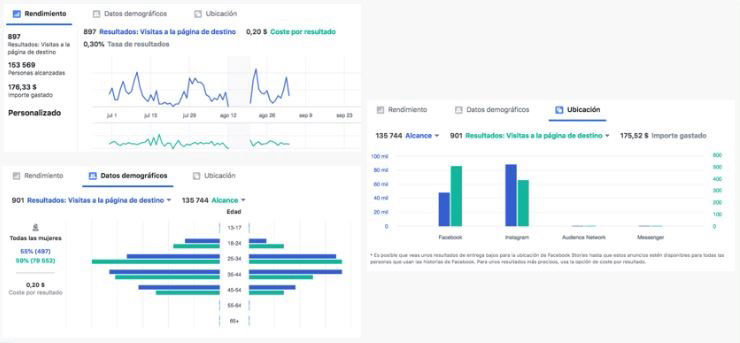 Rendimiento
Datos demográficos
Ubicación
897
Resultados: Visitas a la
página de destino
153 569
Personas alcanzadas
176,33 $
Importe gastado
Personalizado
897 Resultados: Visitas a la página de destino
0,20 $ Coste por resultado
0,30% Tasa de resultados
jul 1
jul 15
jul 29
ago 12
ago 26
sep 9
sep 23
Rendimiento
Datos demográficos
Ubicación
901 Resultados: Visitas a la página de destino
135 744 Alcance
Edad
Todas las mujeres
55% (497)
59% (79 552)
0,20 $
Coste por resultado
13-17
18-24
25-34
35-44
45-54
55-64
65+
Rendimiento
Datos demográficos
Ubicación
135 744 Alcance
901 Resultados: Visitas a la página de destino
175,52 $ Importe gastado
100 mil
80 mil
60 mil
40 mil
20 mil
0
600
500
400
300
200
100
0
Facebook
Instagram
Audience Network
Messenger
* Es posible que veas unos resultados de entrega bajos para la ubicación de Facebook Stories hasta que estos anuncios estén disponibles para todas las
personas que usan las historias de Facebook. Para unos resultados más precisos, usa la opción de coste por resultado.